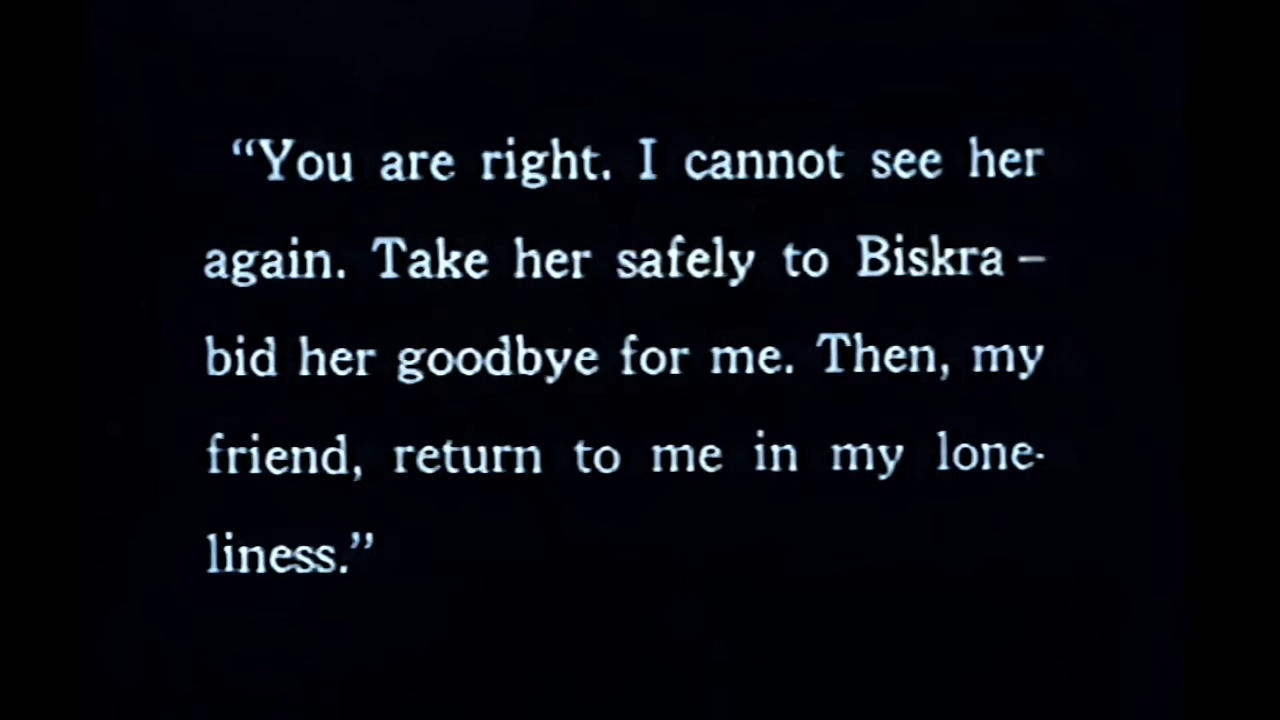 “You are right. I cannot see her
again. Take her safely to Biskra –
bid her goodbye for me. Then, my
friend, return to me in my lone-
liness.”